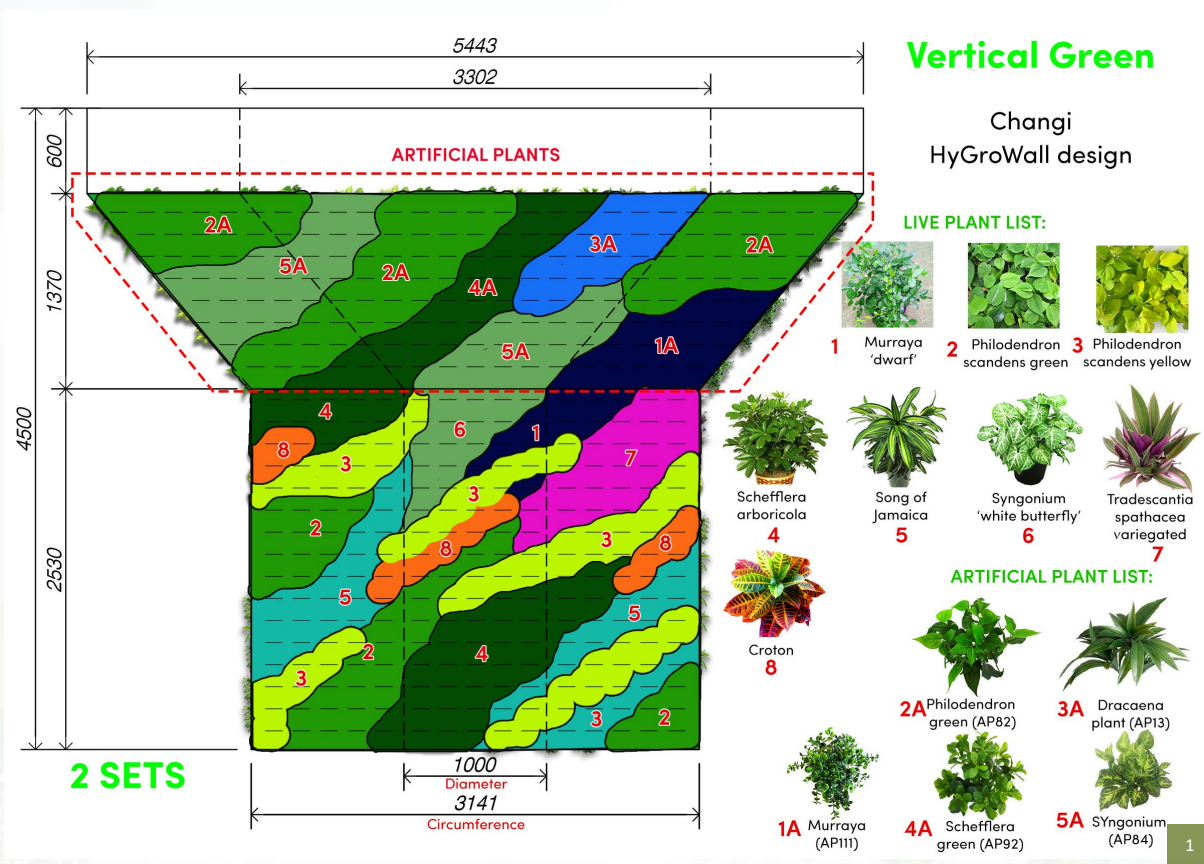 5443
3302
Vertical Green
Changi
HyGroWall design
600
1370
4500
2530
ARTIFICIAL PLANTS
2A
5A
2A
4A
3A
2A
5A
1A
4
8
3
2
5
3
2
6
1
3
8
7
3
8
5
4
3
2
2 SETS
1000
Diameter
3141
Circumference
LIVE PLANT LIST:
1 Murraya
'dwarf'
2 Philodendron
scandens green
3 Philodendron
scandens yellow
Schefflera
arboricola
4
Song of
Jamaica
5
Syngonium
'white butterfly'
6
Tradescantia
spathacea
variegated
7
Croton
8
ARTIFICIAL PLANT LIST:
2A Philodendron
green (AP82)
3A Dracaena
plant (AP13)
1A Murraya
(AP111)
4A Schefflera
green (AP92)
5A SYngonium
(AP84)
1